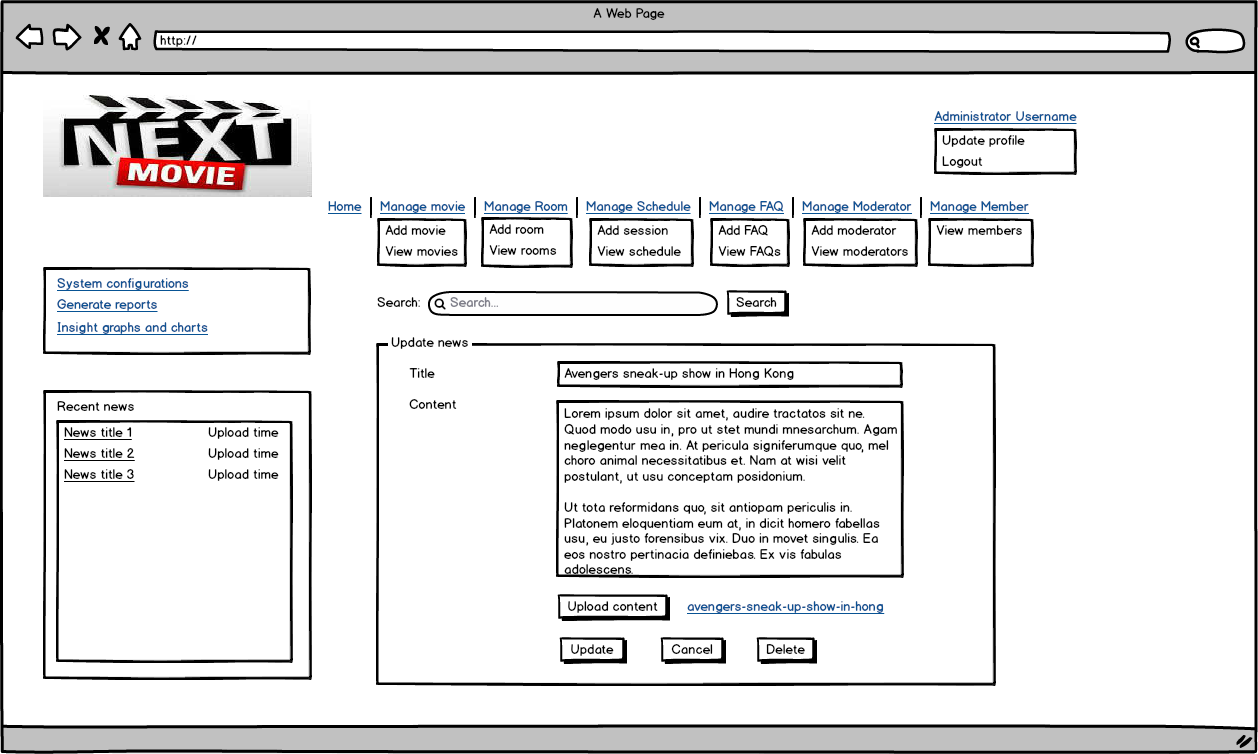 A Web Page
http://
NEXT
MOVIE
Administrator Username
Update profile
Logout
Home
Manage movie
Manage Room
Manage Schedule
Manage FAQ
Manage Moderator
Manage Member
Add movie
View movies
Add room
View rooms
Add session
View schedule
Add FAQ
View FAQs
Add moderator
View moderators
View members
System configurations
Generate reports
Insight graphs and charts
Search:
Search...
Search
Recent news
News title 1 Upload time
News title 2 Upload time
News title 3 Upload time
Update news
Title
Avengers sneak-up show in Hong Kong
Content
Lorem ipsum dolor sit amet, audire tractatos sit ne.
Quod modo usu in, pro ut stet mundi mnesarchum. Agam
neglegentur mea in. At pericula signiferumque quo, mel
choro animal necessitatibus et. Nam at wisi velit
postulant, ut usu conceptam posidonium.
Ut tota reformidans quo, sit antiopam periculis in.
Platonem eloquentiam eum at, in dicit homero fabellas
usu, eu justo forensibus vix. Duo in movet singulis. Ea
eos nostro pertinacia definiebas. Ex vis fabulas
adolescens.
Upload content
avengers-sneak-up-show-in-hong
Update
Cancel
Delete